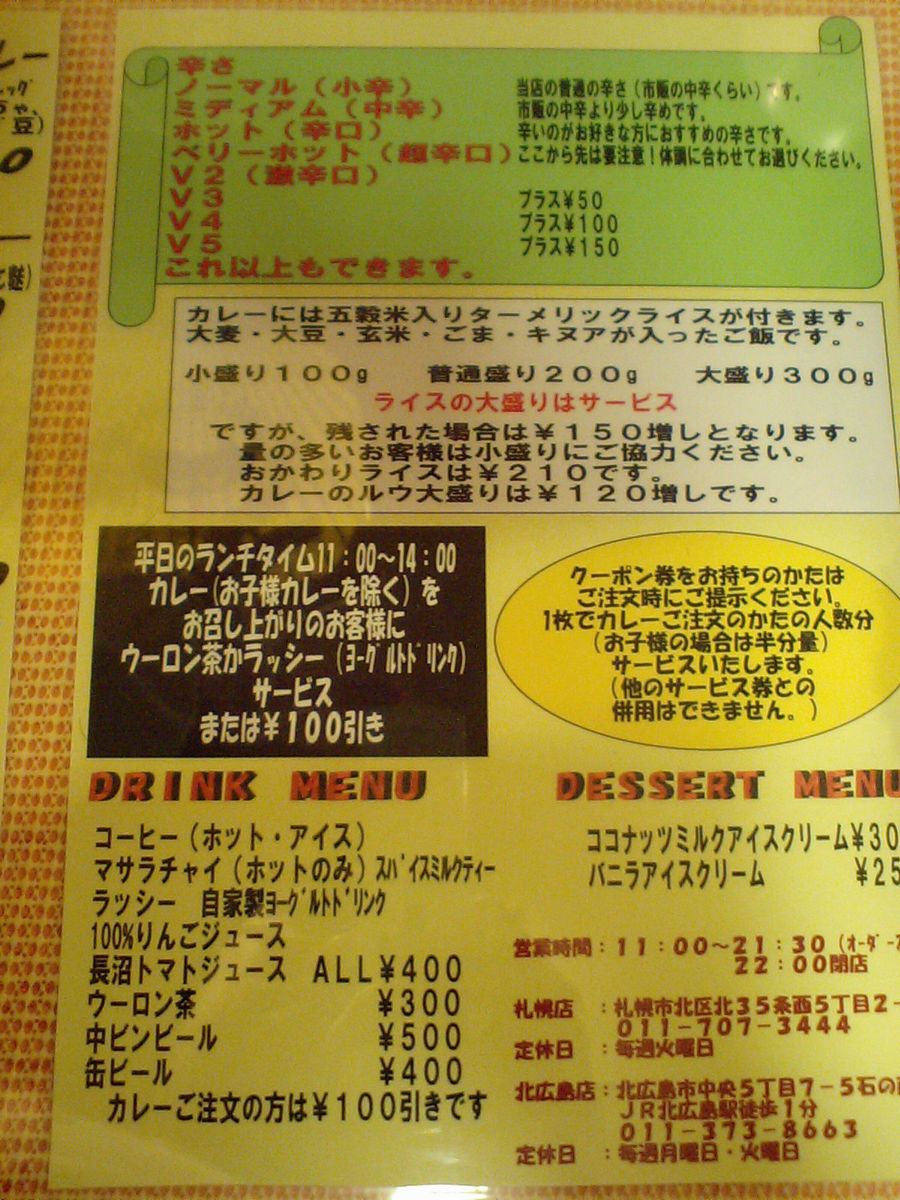 レー
ッグ
豆)
0
辛さ
ノーマル（小辛）　当店の普通の辛さ（市販の中辛くらい）です。
ミディアム（中辛）　市販の中辛より少し辛めです。
ホット（辛口）　辛いのがお好きな方におすすめの辛さです。
ベリーホット（超辛口）ここから先は要注意！体調に合わせてお選びください。
V２（激辛口）
V３　プラス¥50
V４　プラス¥100
V５　プラス¥150
これ以上もできます。
カレーには五穀米入りターメリックライスが付きます。
大麦・大豆・玄米・ごま・キヌアが入ったご飯です。
小盛り１００g　普通盛り２００g　大盛り３００g
ライスの大盛りはサービス
ですが、残された場合は¥１５０増しとなります。
量の多いお客様は小盛りにご協力ください。
おかわりライスは¥２１０です。
カレーのルウ大盛りは¥１２０増しです。
平日のランチタイム11：00～14：00
カレー(お子様カレーを除く)を
お召し上がりのお客様に
ウーロン茶かラッシー（ﾖｰｸﾞﾙﾄﾄﾞﾘﾝｸ）
サービス
または¥１００引き
クーポン券をお持ちのかたは
ご注文時にご提示ください。
1枚でカレーご注文のかたの人数分
（お子様の場合は半分量）
サービスいたします。
（他のサービス券との
併用はできません。）
DRINK MENU
コーヒー（ホット・アイス）
マサラチャイ（ホットのみ）ｽﾊﾟｲｽミルクティー
ラッシー　自家製ﾖｰｸﾞﾙﾄﾄﾞﾘﾝｸ
100%りんごジュース
長沼トマトジュース　ALL¥４００
ウーロン茶　¥３００
中ビンビール　¥５００
缶ビール　¥４００
カレーご注文の方は¥１００引きです
DESSERT MENU
ココナッツミルクアイスクリーム¥30
バニラアイスクリーム　¥25
営業時間：１１：００～２１：３０（ｵｰﾀﾞｰｽ
２２：００閉店
札幌店　：札幌市北区北３５条西５丁目２－
０１１－７０７－３４４４
定休日　：毎週火曜日
北広島店：北広島市中央５丁目７－５石の
ＪＲ北広島駅徒歩１分
０１１－３７３－８６６３
定休日　：毎週月曜日・火曜日